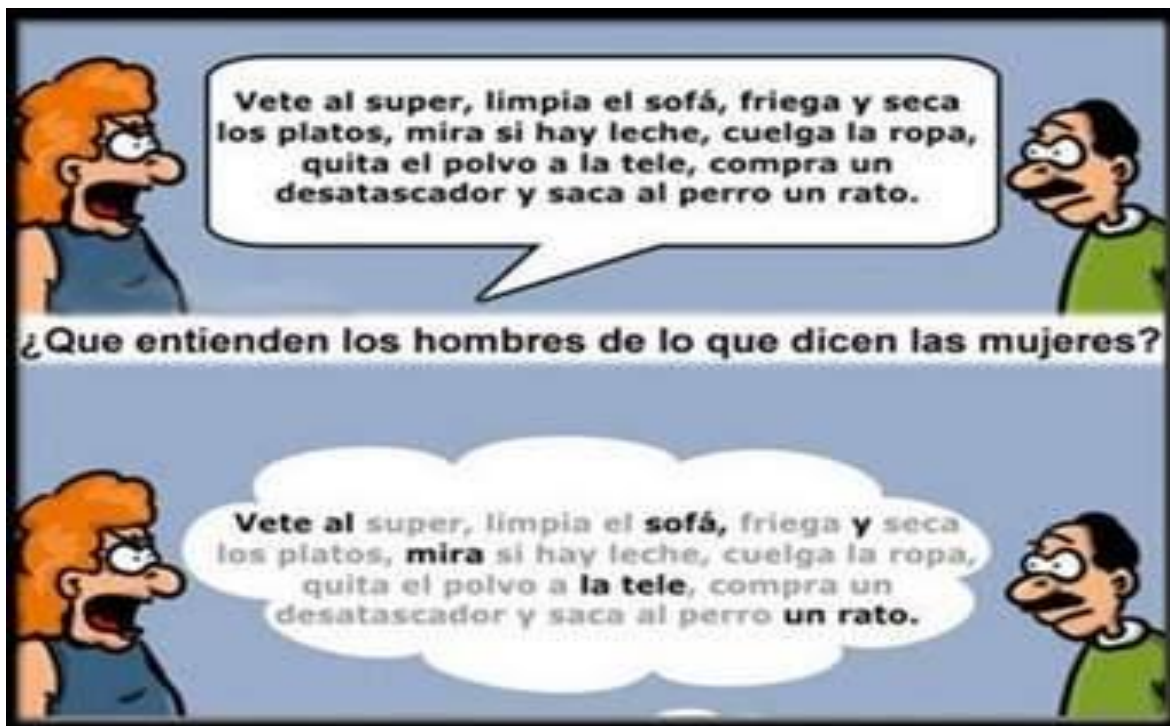 Vete al super, limpia el sofá, friega y seca
los platos, mira si hay leche, cuelga la ropa,
quita el polvo a la tele, compra un
desatascador y saca al perro un rato.
¿Que entienden los hombres de lo que dicen las mujeres?
Vete al super, limpia el sofá, friega y seca
los platos, mira si hay leche, cuelga la ropa,
quita el polvo a la tele, compra un
desatascador y saca al perro un rato.